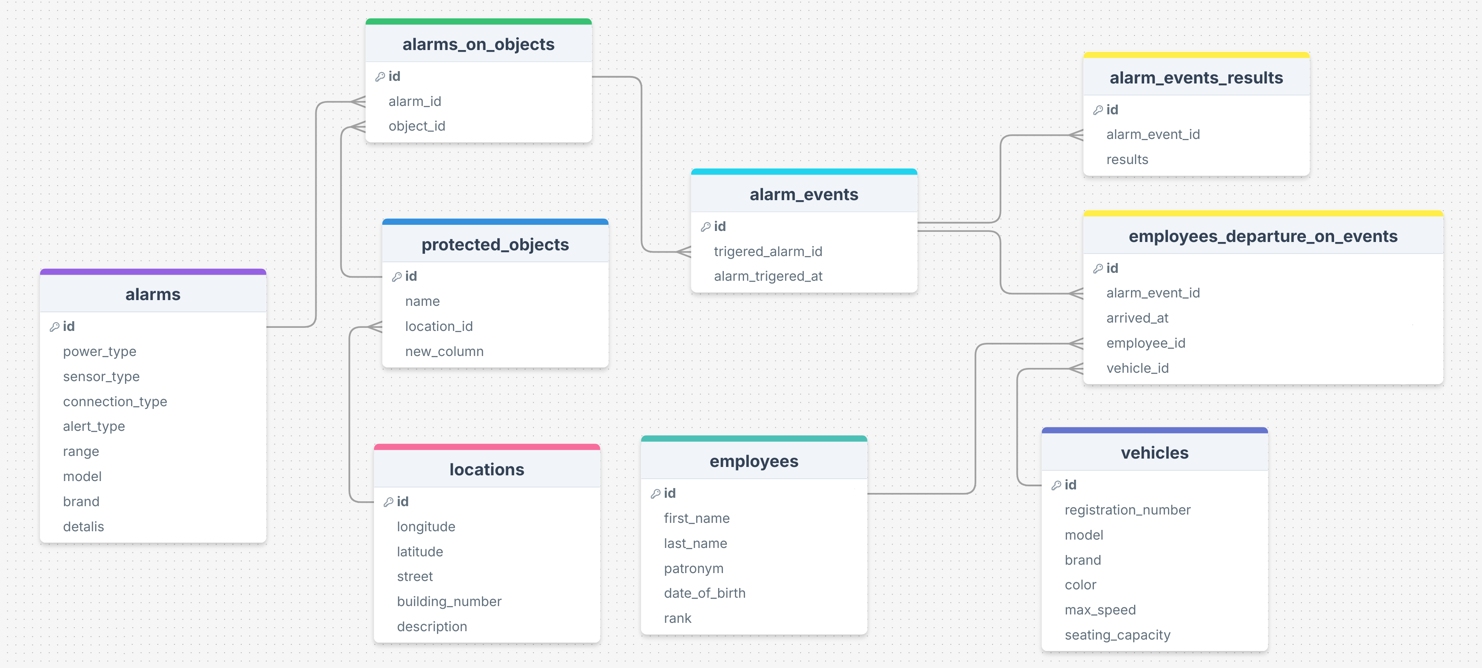 alarms_on_objects
id
alarm_id
object_id
alarm_events_results
id
alarm_event_id
results
alarm_events
id
trigered_alarm_id
alarm_trigered_at
employees_departure_on_events
id
alarm_event_id
arrived_at
employee_id
vehicle_id
protected_objects
id
name
location_id
new_column
alarms
id
power_type
sensor_type
connection_type
alert_type
range
model
brand
detalis
locations
id
longitude
latitude
street
building_number
description
employees
id
first_name
last_name
patronym
date_of_birth
rank
vehicles
id
registration_number
model
brand
color
max_speed
seating_capacity